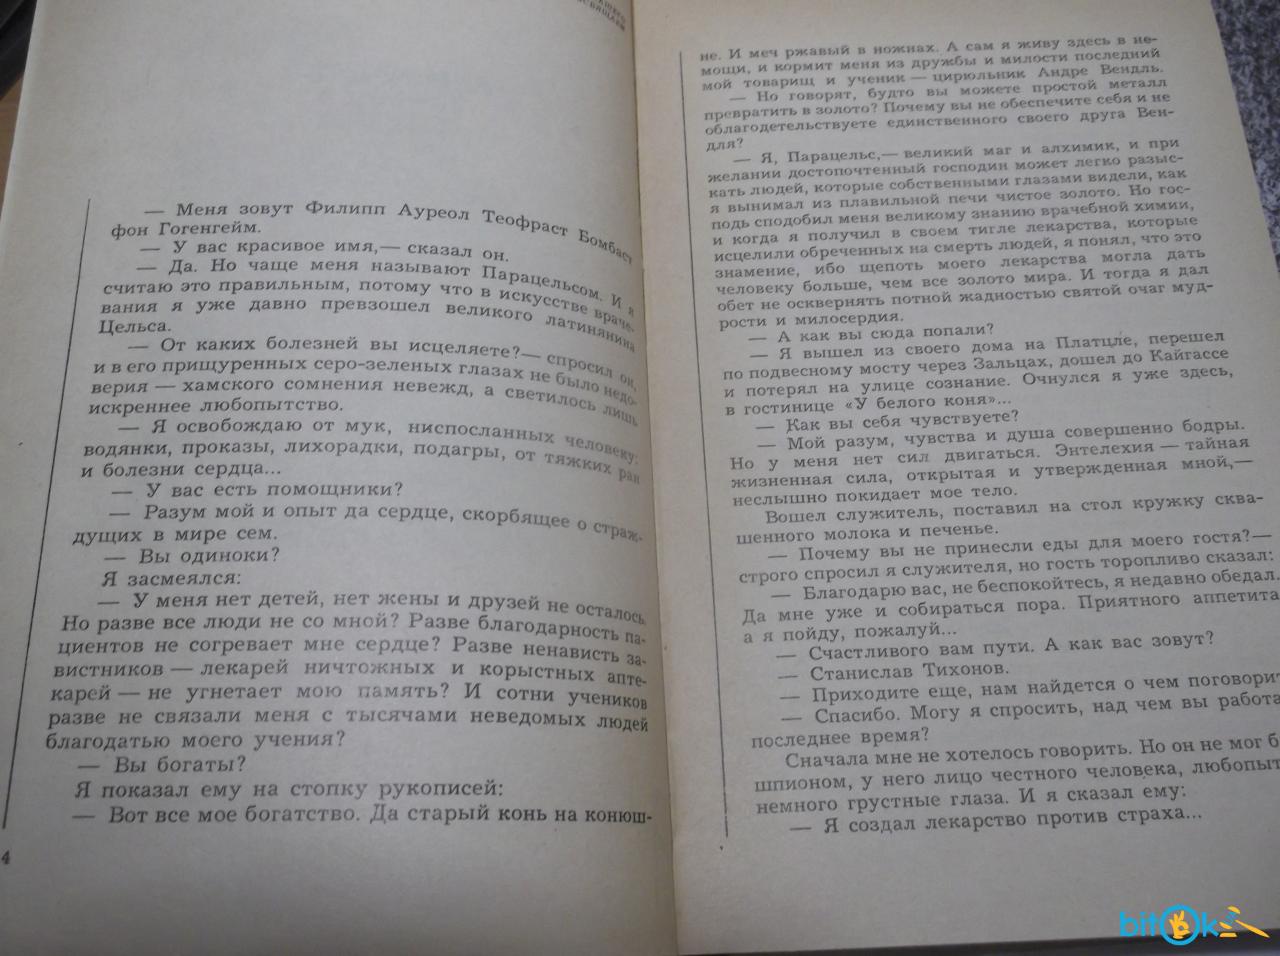 — Меня зовут Филипп Ауреол Теофраст Бомбаст
фон Гогенгейм.
— У вас красивое имя,— сказал он.
— Да. Но чаще меня называют Парацельсом. И я
считаю это правильным, потому что в искусстве враче-
вания я уже давно превзошел великого латинянина
Цельса.
— От каких болезней вы исцеляете?— спросил он,
и в его прищуренных серо-зеленых глазах не было недо-
верия — хамского сомнения невежд, а светилось лишь
искреннее любопытство.
— Я освобождаю от мук, ниспосланных человеку:
водянки, проказы, лихорадки, подагры, от тяжких ран
и болезни сердца...
— У вас есть помощники?
— Разум мой и опыт да сердце, скорбящее о страж-
дущих в мире сем.
— Вы одиноки?
Я засмеялся:
— У меня нет детей, нет жены и друзей не осталось.
Но разве все люди не со мной? Разве благодарность па-
циентов не согревает мне сердце? Разве ненависть за-
вистников — лекарей ничтожных и корыстных апте-
карей — не угнетает мою память? И сотни учеников
разве не связали меня с тысячами неведомых людей
благодатью моего учения?
— Вы богаты?
Я показал ему на стопку рукописей:
— Вот все мое богатство. Да старый конь на конюш-
4
не. И меч ржавый в ножнах. А сам я живу здесь в не-
мощи, и кормит меня из дружбы и милости последний
мой товарищ и ученик — цирюльник Андре Вендль.
— Но говорят, будто вы можете простой металл
превратить в золото? Почему вы не обеспечите себя и не
облагодетельствуете единственного своего друга Вен-
для?
— Я, Парацельс,— великий маг и алхимик, и при
желании достопочтенный господин может легко разыс-
кать людей, которые собственными глазами видели, как
я вынимал из плавильной печи чистое золото. Но гос-
подь сподобил меня великому знанию врачебной химии,
и когда я получил в своем тигле лекарства, которые
исцелили обреченных на смерть людей, я понял, что это
знамение, ибо щепоть моего лекарства могла дать
человеку больше, чем все золото мира. И тогда я дал
обет не осквернять потной жадностью святой очаг муд-
рости и милосердия.
— А как вы сюда попали?
— Я вышел из своего дома на Платцле, перешел
по подвесному мосту через Зальцах, дошел до Кайгассе
и потерял на улице сознание. Очнулся я уже здесь,
в гостинице «У белого коня»...
— Как вы себя чувствуете?
— Мой разум, чувства и душа совершенно бодры.
Но у меня нет сил двигаться. Энтелехия — тайная
жизненная сила, открытая и утвержденная мной,—
неслышно покидает мое тело.
Вошел служитель, поставил на стол кружку сква-
шенного молока и печенье.
— Почему вы не принесли еды для моего гостя?—
строго спросил я служителя, но гость торопливо сказал:
— Благодарю вас, не беспокойтесь, я недавно обедал.
Да мне уже и собираться пора. Приятного аппетита
а я пойду, пожалуй...
— Счастливого вам пути. А как вас зовут?
— Станислав Тихонов.
— Приходите еще, нам найдется о чем поговорит
— Спасибо. Могу я спросить, над чем вы работа
последнее время?
Сначала мне не хотелось говорить. Но он не мог б
шпионом, у него лицо честного человека, любопыт
немного грустные глаза. И я сказал ему:
— Я создал лекарство против страха...
bitok